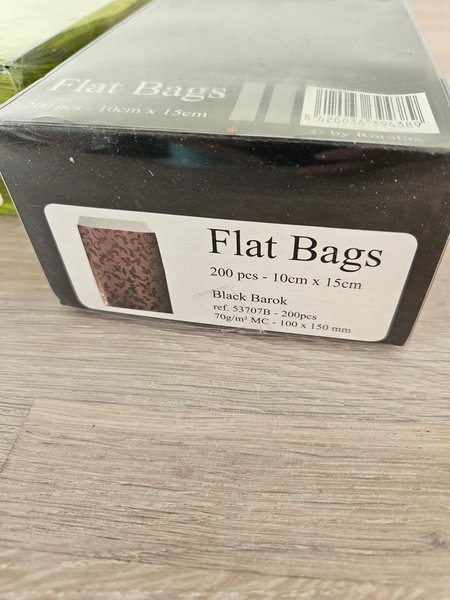 Flat Bags
200 pcs - 10cm x 15cm
© by
Flat Bags
200 pcs - 10cm x 15cm
Black Barok
ref. 53707B - 200pcs
70g/m² MC - 100 x 150 mm